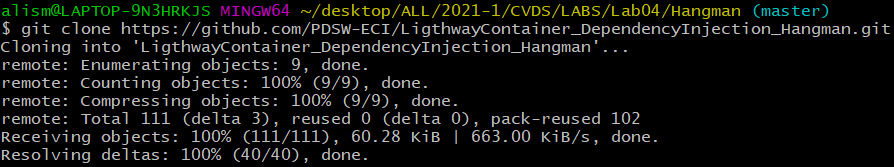 alism@LAPTOP-9N3HRKJS MINGW64 ~/desktop/ALL/2021-1/CVDS/LABS/Lab04/Hangman (master)
$ git clone https://github.com/PDSW-ECI/LigthwayContainer_DependencyInjection_Hangman.git
Cloning into 'LigthwayContainer_DependencyInjection_Hangman'...
remote: Enumerating objects: 9, done.
remote: Counting objects: 100% (9/9), done.
remote: Compressing objects: 100% (9/9), done.
remote: Total 111 (delta 3), reused 0 (delta 0), pack-reused 102
Receiving objects: 100% (111/111), 60.28 KiB | 663.00 KiB/s, done.
Resolving deltas: 100% (40/40), done.